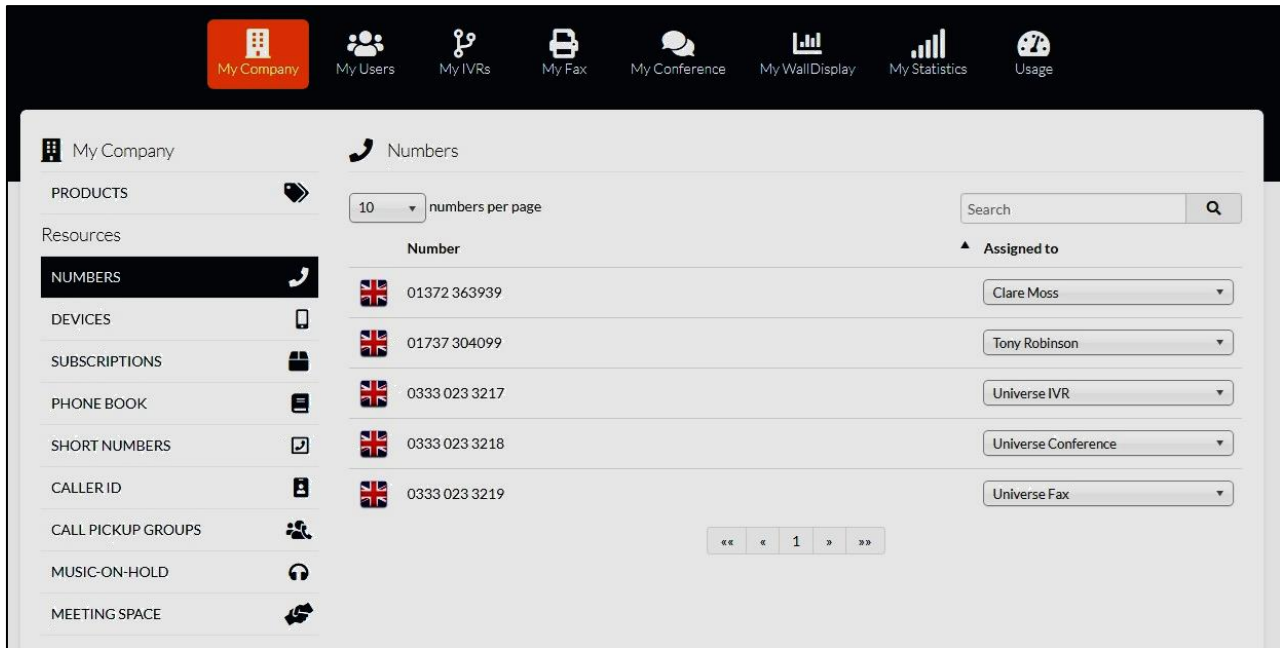 My Company My Users My IVRs My Fax My Conference My WallDisplay My Statistics Usage
My Company
PRODUCTS
Resources
NUMBERS
DEVICES
SUBSCRIPTIONS
PHONE BOOK
SHORT NUMBERS
CALLER ID
CALL PICKUP GROUPS
MUSIC-ON-HOLD
MEETING SPACE
Numbers
10 numbers per page Search
Number Assigned to
01372 363939 Clare Moss
01737 304099 Tony Robinson
0333 023 3217 Universe IVR
0333 023 3218 Universe Conference
0333 023 3219 Universe Fax
«« « 1 » »»